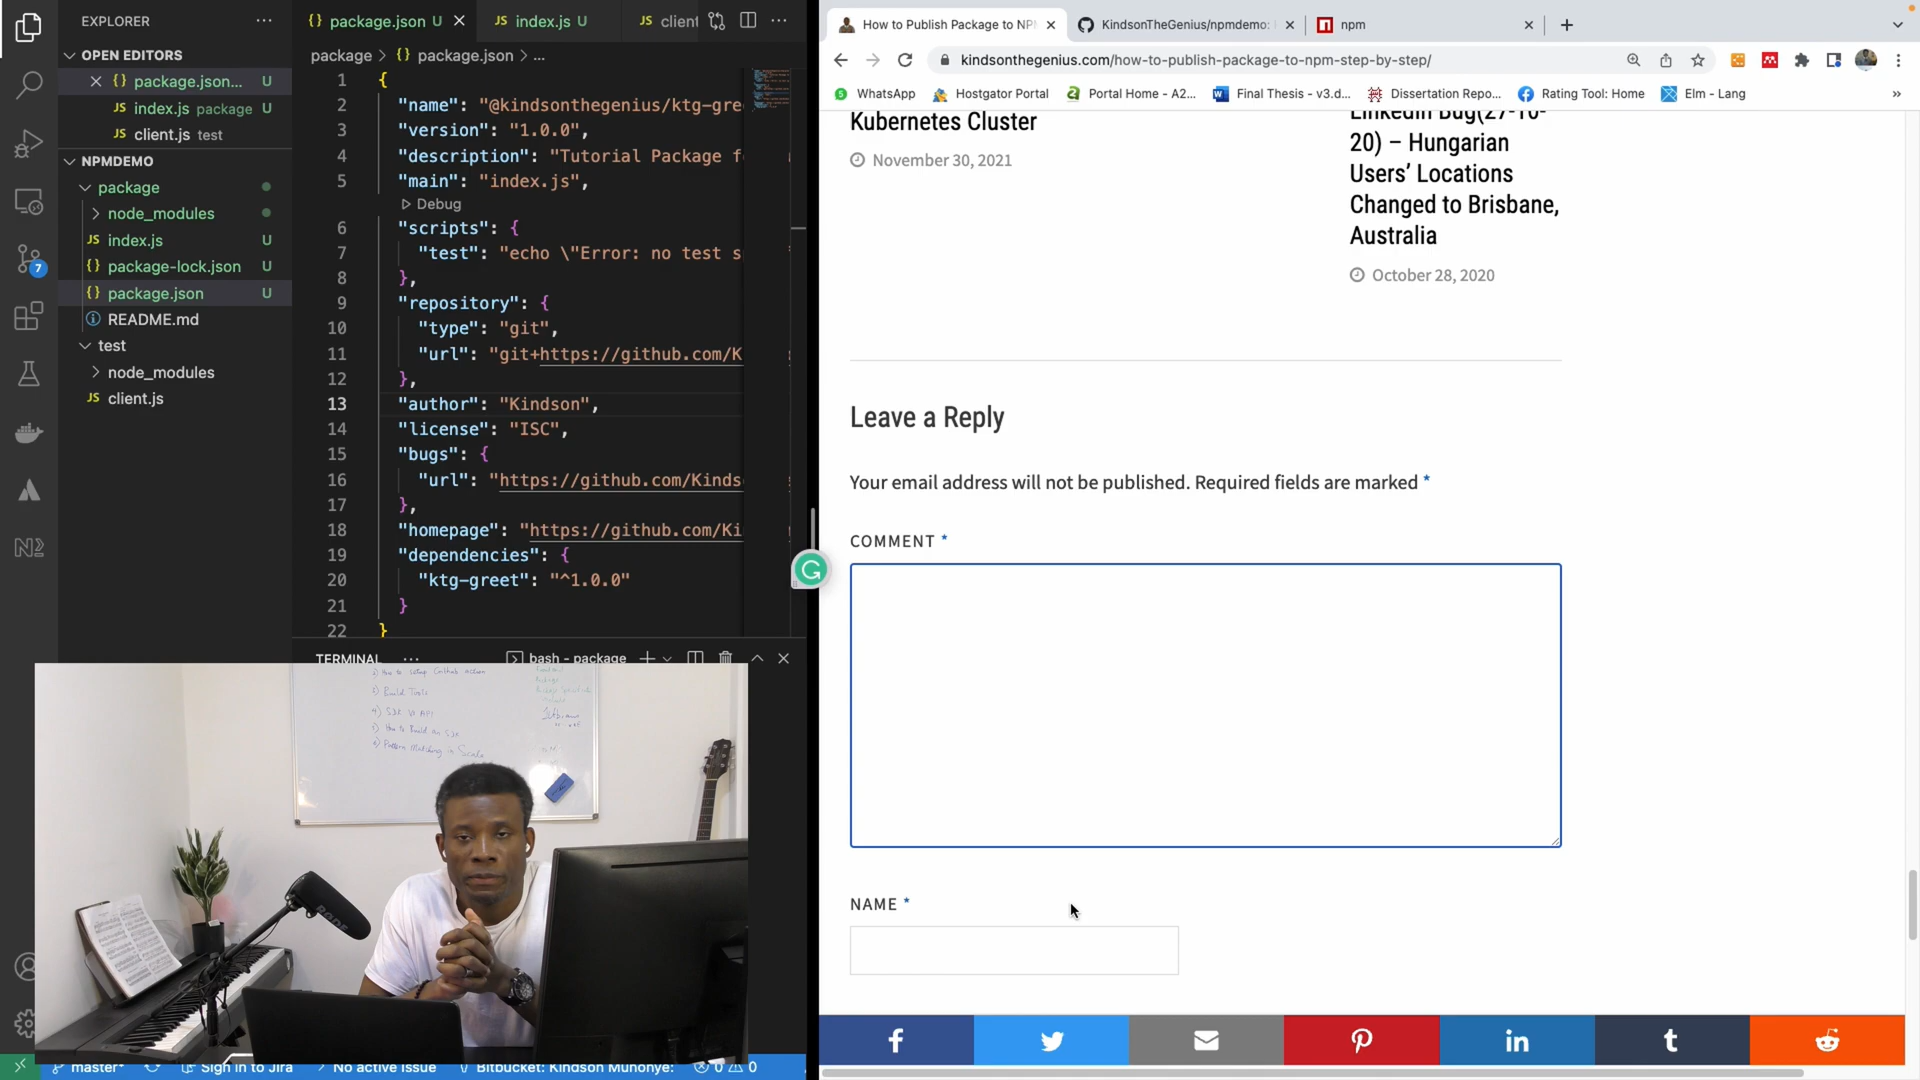 EXPLORER
OPEN EDITORS
package.json... U
index.js package U
client.js test
NPMDEMO
package
node_modules
index.js U
package-lock.json U
package.json U
README.md
test
node_modules
client.js
7
package.json U
index.js U
client
package > package.json > ...
1 {
2 "name": "@kindsonthegenius/ktg-gre
3 "version": "1.0.0",
4 "description": "Tutorial Package f
5 "main": "index.js",
Debug
6 "scripts": {
7 "test": "echo \"Error: no test s
8 },
9 "repository": {
10 "type": "git",
11 "url": "git+https://github.com/K
12 },
13 "author": "Kindson",
14 "license": "ISC",
15 "bugs": {
16 "url": "https://github.com/Kinds
17 },
18 "homepage": "https://github.com/Ki
19 "dependencies": {
20 "ktg-greet": "^1.0.0"
21 }
22 }
TERMINAL ... bash - package
master*
Sign in to Jira
No active issue
Bitbucket: Kindson Munonye:
0 0
How to Publish Package to NP
KindsonTheGenius/npmdemo:
npm
kindsonthegenius.com/how-to-publish-package-to-npm-step-by-step/
WhatsApp
Hostgator Portal
Portal Home - A2...
Final Thesis - v3.d...
Dissertation Repo...
Rating Tool: Home
Elm - Lang
Kubernetes Cluster
November 30, 2021
LinkedIn Bug(27-10-
20) – Hungarian
Users’ Locations
Changed to Brisbane,
Australia
October 28, 2020
Leave a Reply
Your email address will not be published. Required fields are marked *
COMMENT *
NAME *